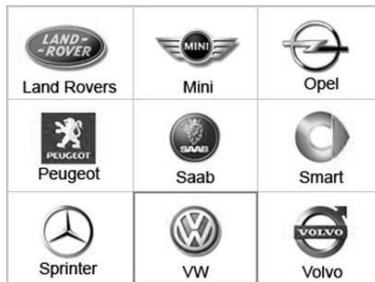 LAND-
-ROVER
MINI
Land Rovers
Mini
Opel
PEUGEOT
SAAB
Peugeot
Saab
Smart
VOLVO
Sprinter
VW
Volvo